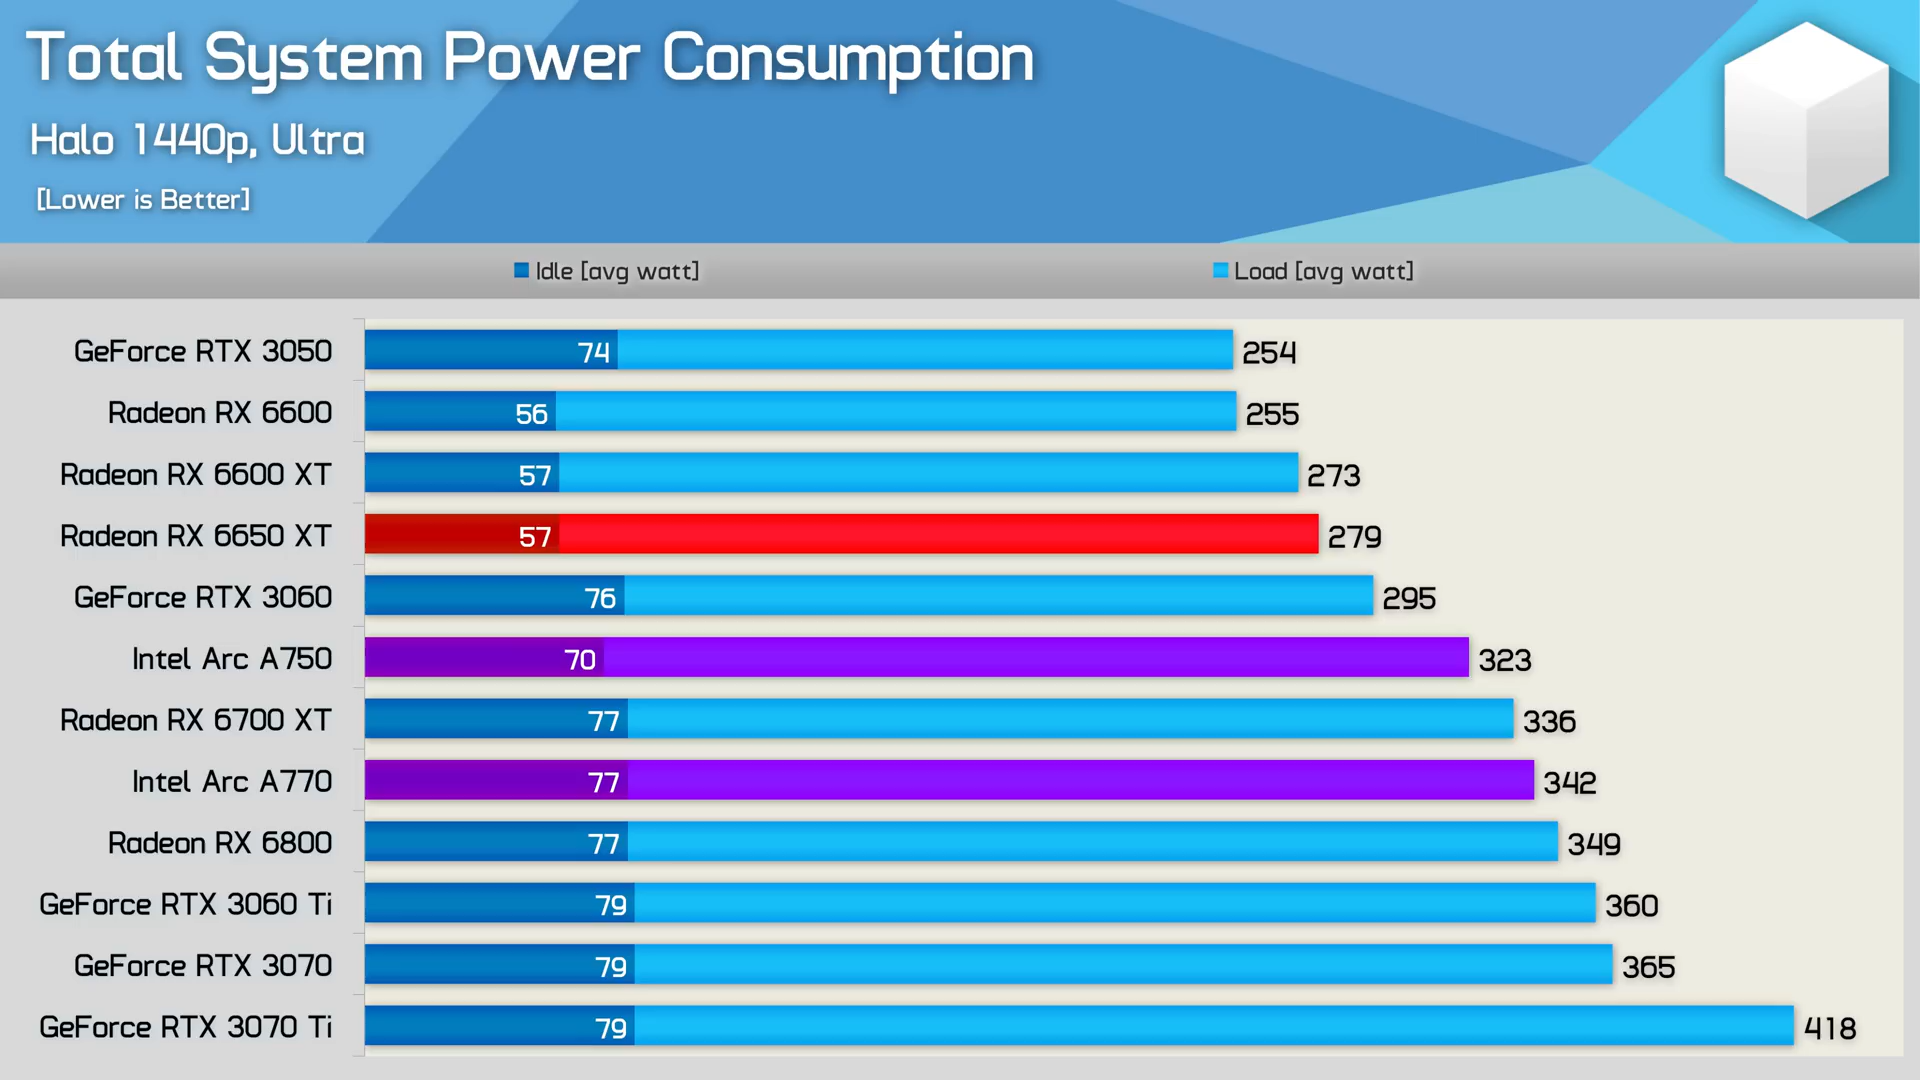 Total System Power Consumption
Halo 1440p, Ultra
[Lower is Better]
Idle [avg watt] Load [avg watt]
GeForce RTX 3050 74 254
Radeon RX 6600 56 255
Radeon RX 6600 XT 57 273
Radeon RX 6650 XT 57 279
GeForce RTX 3060 76 295
Intel Arc A750 70 323
Radeon RX 6700 XT 77 336
Intel Arc A770 77 342
Radeon RX 6800 77 349
GeForce RTX 3060 Ti 79 360
GeForce RTX 3070 79 365
GeForce RTX 3070 Ti 79 418